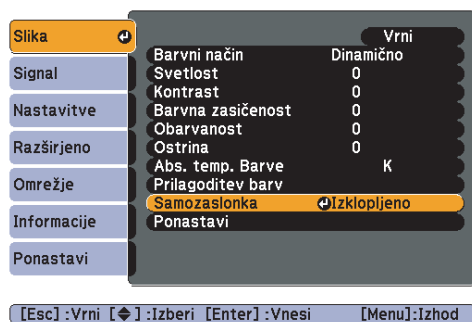 Slika
Signal
Nastavitve
Razširjeno
Omrežje
Informacije
Ponastavi
Vrni
Barvni način Dinamično
Svetlost 0
Kontrast 0
Barvna zasičenost 0
Obarvanost 0
Ostrina 0
Abs. temp. Barve K
Prilagoditev barv
Samozaslonka Izklopljeno
Ponastavi
[Esc] :Vrni [◆] :Izberi [Enter] :Vnesi [Menu]:Izhod